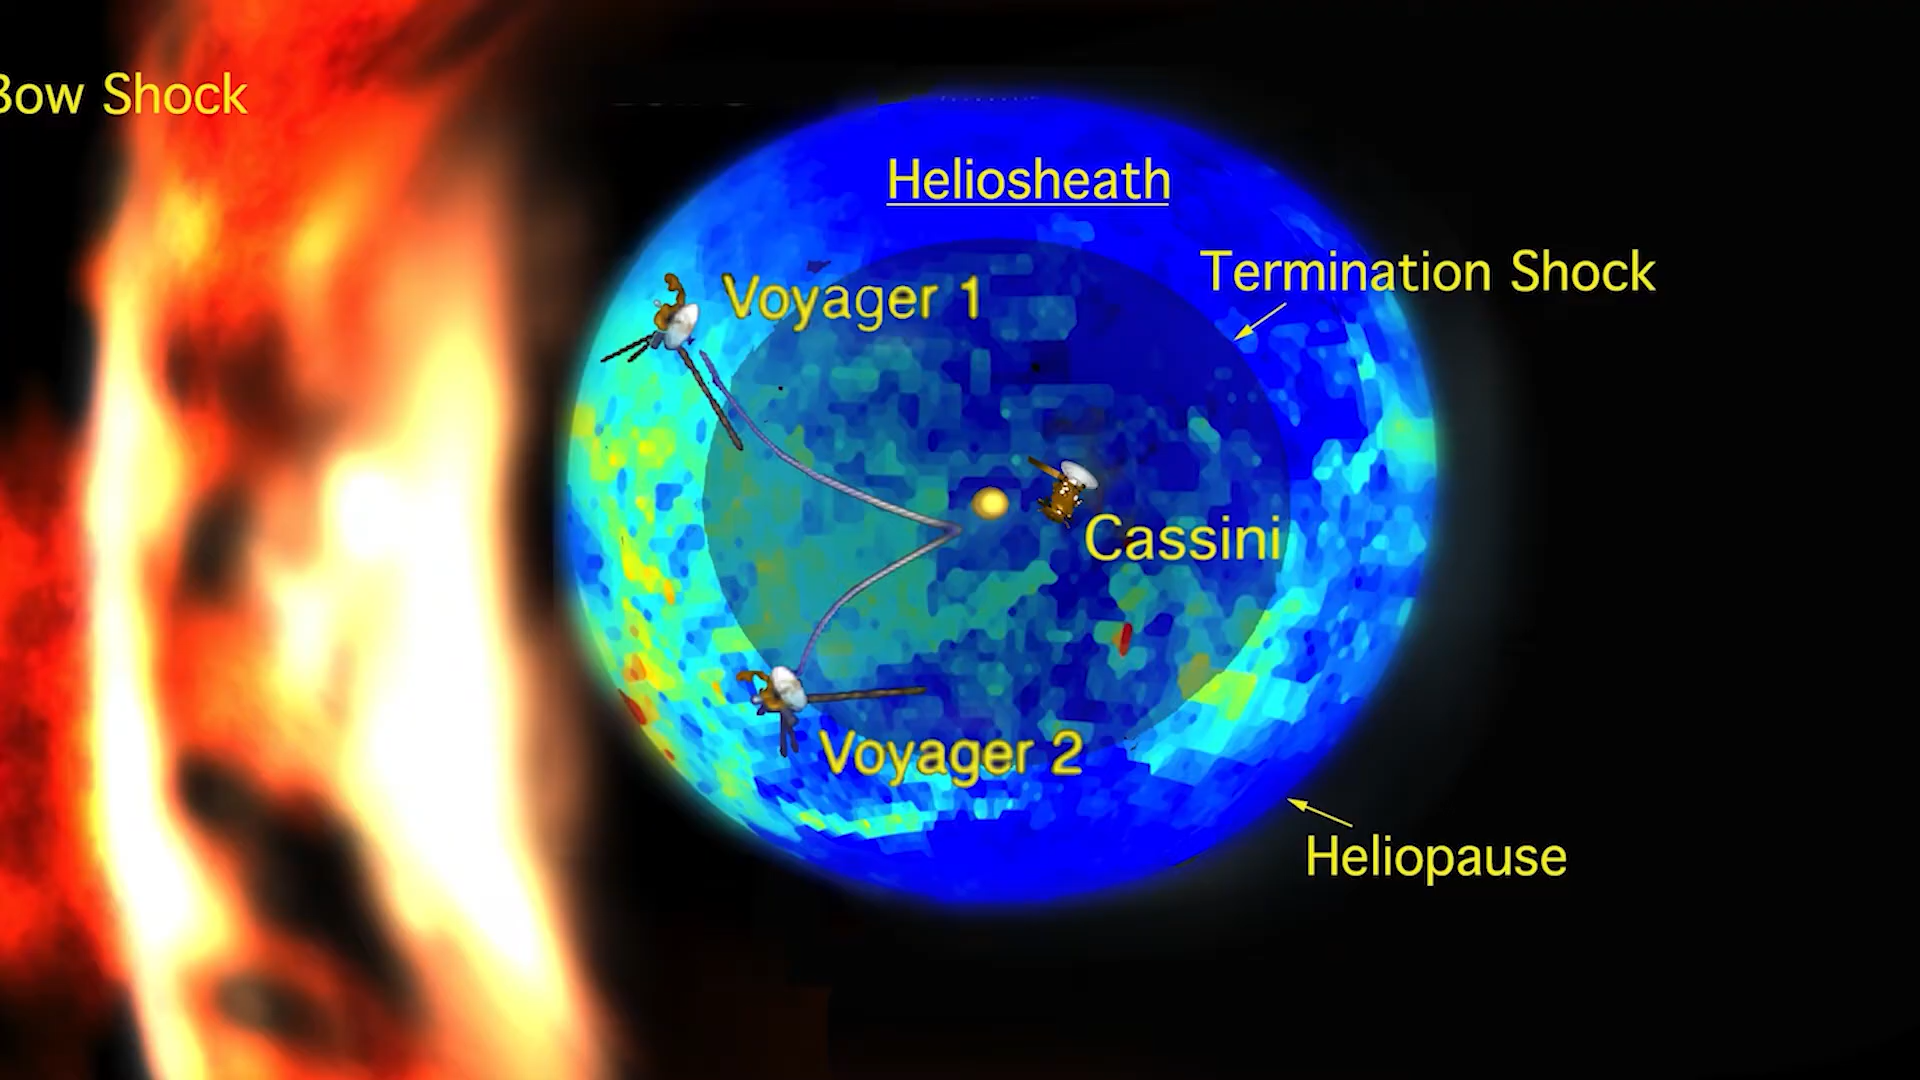 Bow Shock
Heliosheath
Termination Shock
Voyager 1
Cassini
Voyager 2
Heliopause